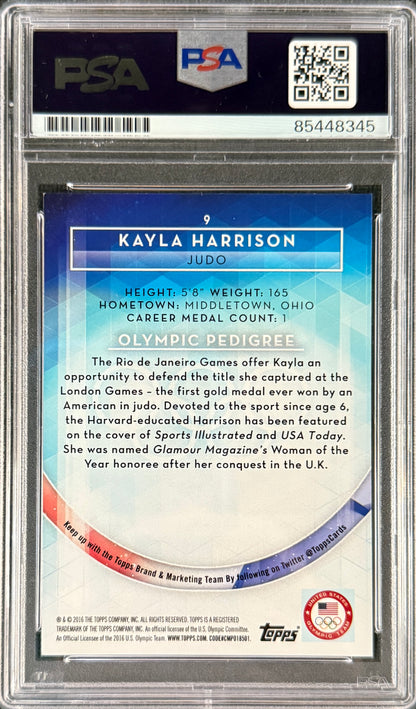 PSA
PSA
85448345
9
KAYLA HARRISON
JUDO
HEIGHT: 5'8" WEIGHT: 165
HOMETOWN: MIDDLETOWN, OHIO
CAREER MEDAL COUNT: 1
OLYMPIC PEDIGREE
The Rio de Janeiro Games offer Kayla an
opportunity to defend the title she captured at the
London Games – the first gold medal ever won by an
American in judo. Devoted to the sport since age 6,
the Harvard-educated Harrison has been featured
on the cover of Sports Illustrated and USA Today.
She was named Glamour Magazine's Woman of the
Year honoree after her conquest in the U.K.
Keep up with the Topps Brand & Marketing Team By following on Twitter @ToppsCards
® & © 2016 THE TOPPS COMPANY, INC. ALL RIGHTS RESERVED. TOPPS IS A REGISTERED
TRADEMARK OF THE TOPPS COMPANY, INC. An official licensee of the U.S. Olympic Committee.
An Official Licensee of the 2016 U.S. Olympic Team. WWW.TOPPS.COM. CODE#CMP018501.
Topps
UNITED STATES
OLYMPIC TEAM
PSA